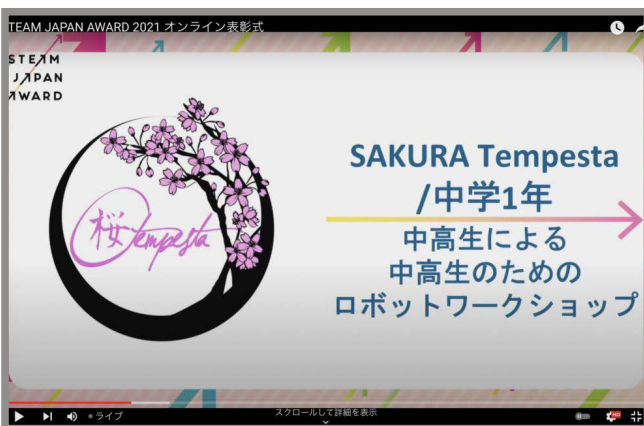 TEAM JAPAN AWARD 2021 オンライン表彰式
STEAM
JAPAN
AWARD
桜tempesta
SAKURA Tempesta
/中学1年
中高生による
中高生のための
ロボットワークショップ
ライブ
スクロールして詳細を表示
HD